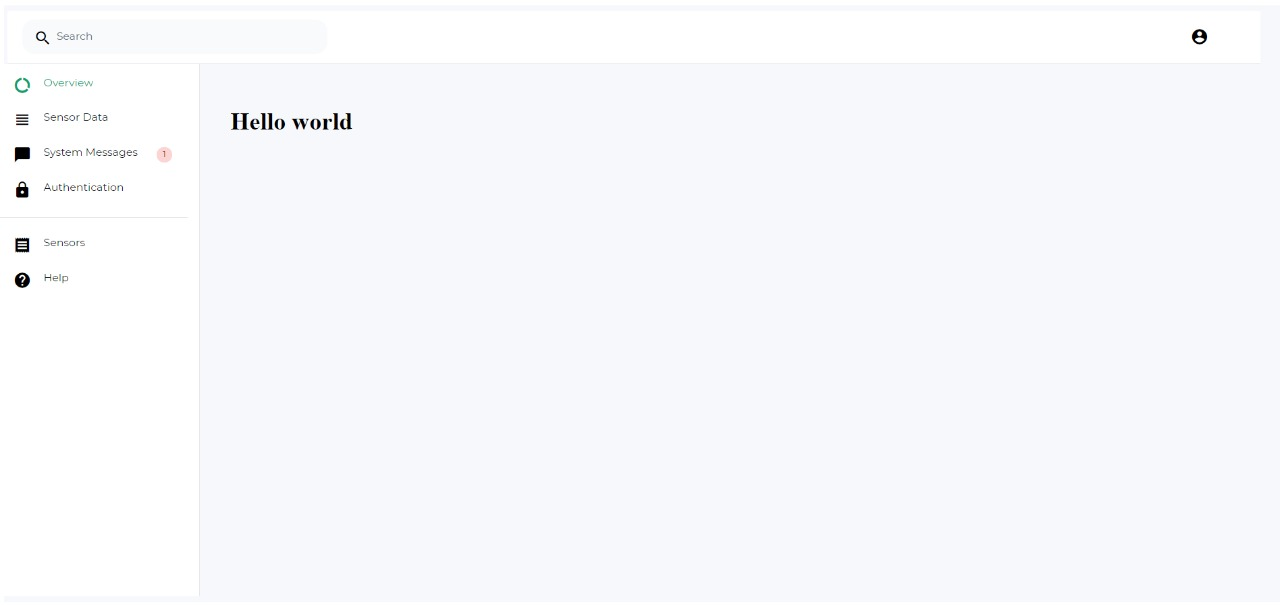 Search
Overview
Sensor Data
System Messages 1
Authentication
Sensors
Help
Hello world